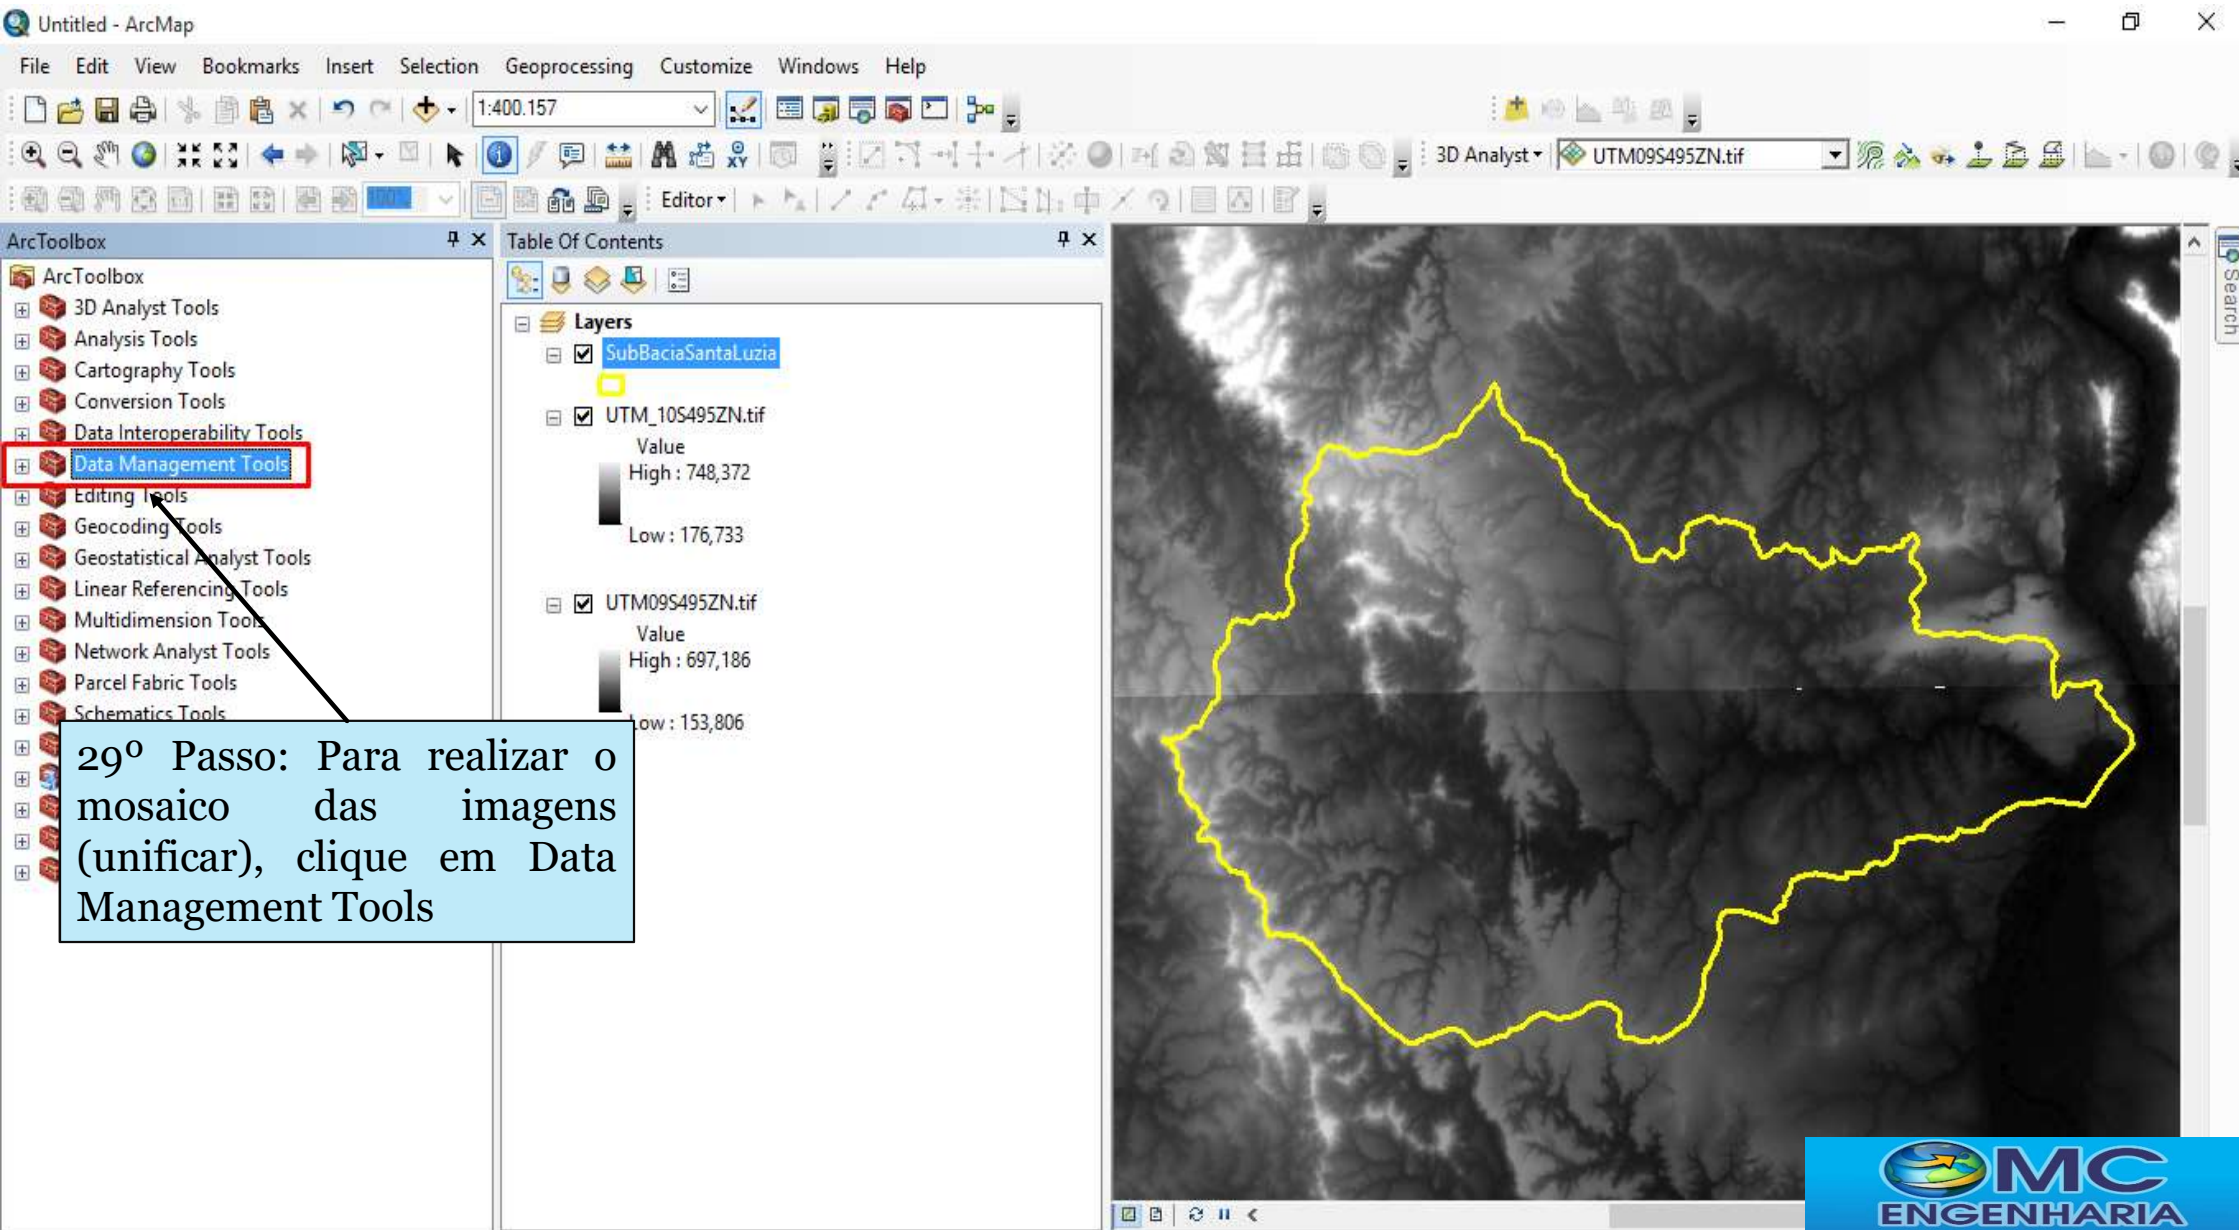 Untitled - ArcMap
File Edit View Bookmarks Insert Selection Geoprocessing Customize Windows Help
1:400.157
3D Analyst UTM09S495ZN.tif
100%
Editor
ArcToolbox
Table Of Contents
Search
ArcToolbox
3D Analyst Tools
Analysis Tools
Cartography Tools
Conversion Tools
Data Interoperability Tools
Data Management Tools
Editing Tools
Geocoding Tools
Geostatistical Analyst Tools
Linear Referencing Tools
Multidimension Tools
Network Analyst Tools
Parcel Fabric Tools
Schematics Tools
Layers
SubBaciaSantaLuzia
UTM_10S495ZN.tif
Value
High : 748,372
Low : 176,733
UTM09S495ZN.tif
Value
High : 697,186
Low : 153,806
29º Passo: Para realizar o
mosaico das imagens
(unificar), clique em Data
Management Tools
MC
ENGENHARIA